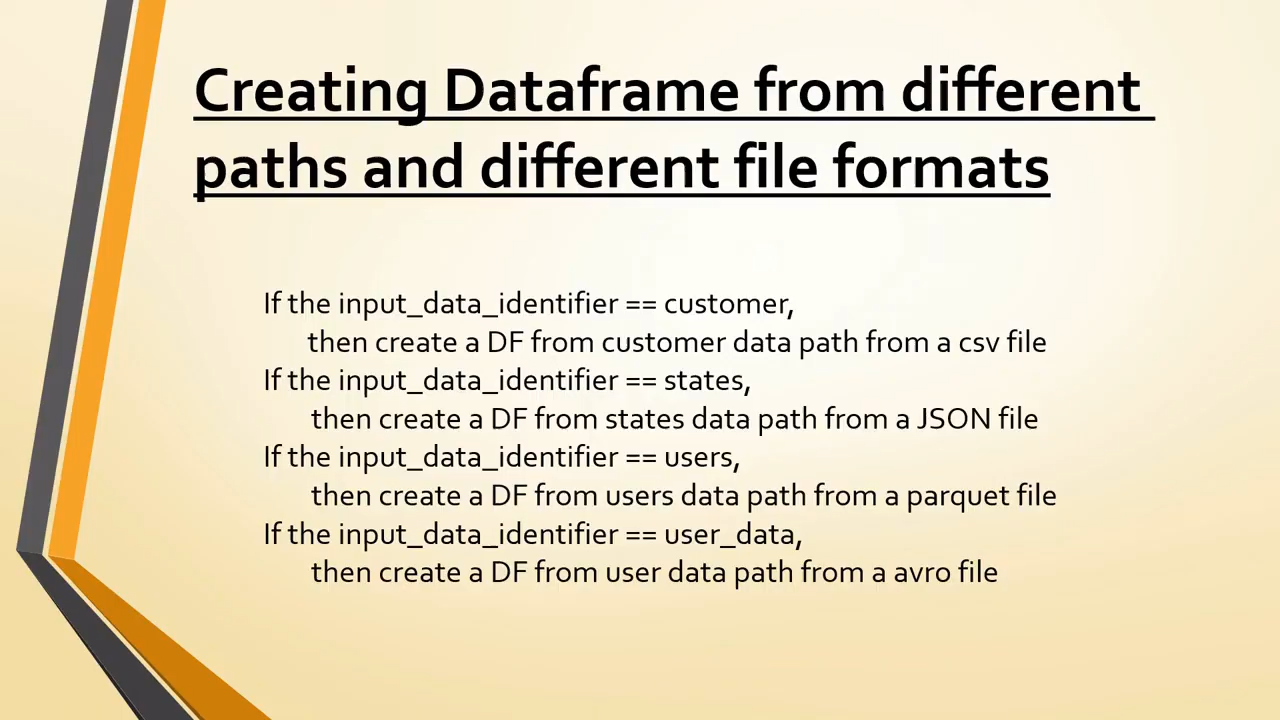 Creating Dataframe from different
paths and different file formats
If the input_data_identifier == customer,
then create a DF from customer data path from a csv file
If the input_data_identifier == states,
then create a DF from states data path from a JSON file
If the input_data_identifier == users,
then create a DF from users data path from a parquet file
If the input_data_identifier == user_data,
then create a DF from user data path from a avro file